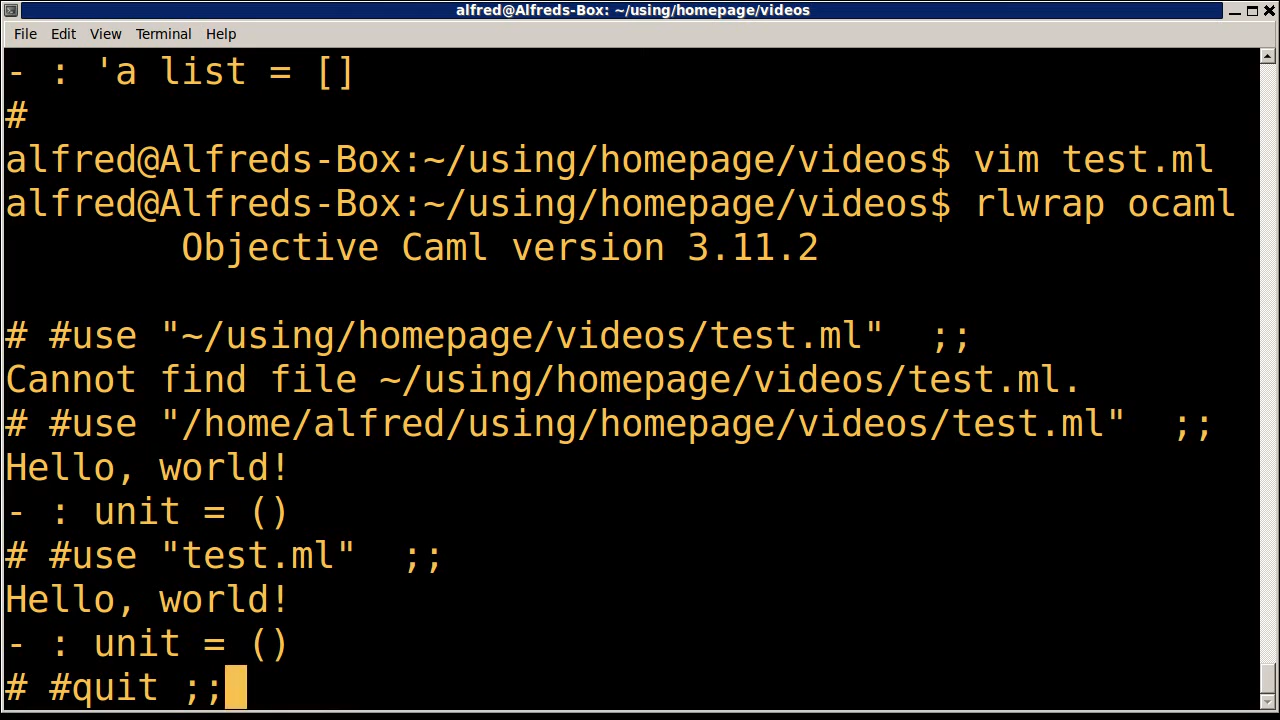 alfred@Alfreds-Box: ~/using/homepage/videos
File Edit View Terminal Help
- : 'a list = []
#
alfred@Alfreds-Box:~/using/homepage/videos$ vim test.ml
alfred@Alfreds-Box:~/using/homepage/videos$ rlwrap ocaml
        Objective Caml version 3.11.2

# #use "~/using/homepage/videos/test.ml"  ;;
Cannot find file ~/using/homepage/videos/test.ml.
# #use "/home/alfred/using/homepage/videos/test.ml"  ;;
Hello, world!
- : unit = ()
# #use "test.ml"  ;;
Hello, world!
- : unit = ()
# #quit ;;